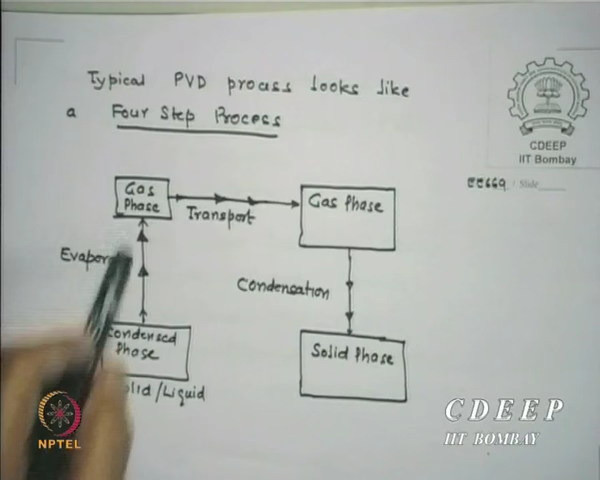 Typical PVD process looks like
a Four Step Process
CDEEP
IIT Bombay
EE669 / Slide
Gas Phase
Transport
Gas Phase
Condensation
Condensed
Phase
Solid Phase
/Liquid
NPTEL
CDEEP
IIT BOMBAY